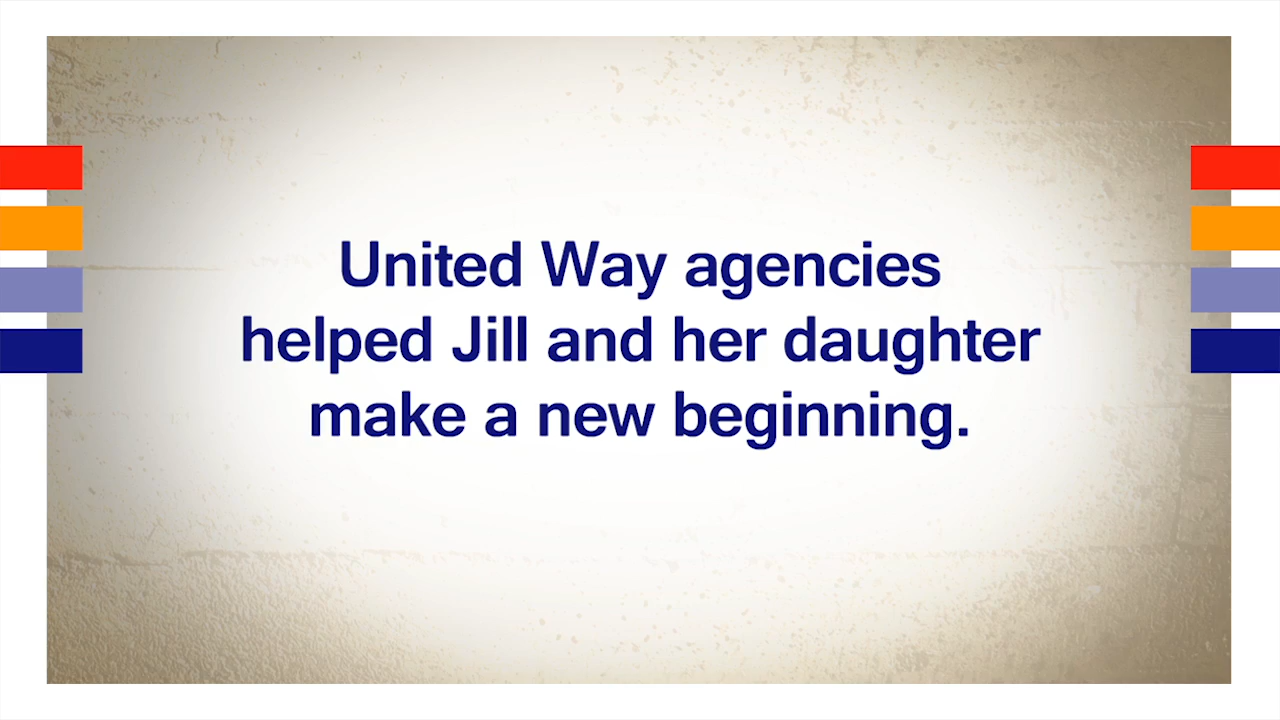 United Way agencies
helped Jill and her daughter
make a new beginning.